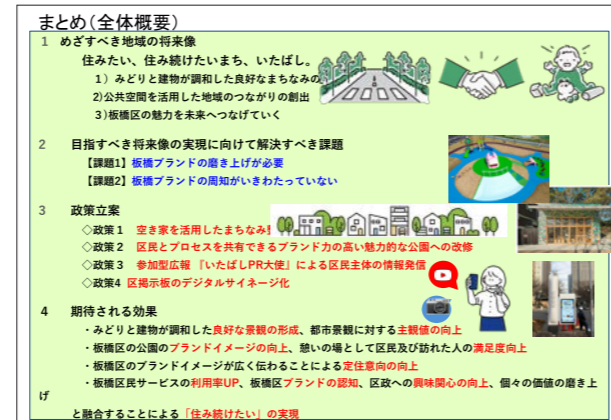 まとめ(全体概要)
1 めざすべき地域の将来像
住みたい、住み続けたいまち、いたばし。
1）みどりと建物が調和した良好なまちなみの
2)公共空間を活用した地域のつながりの創出
3)板橋区の魅力を未来へつなげていく
2 目指すべき将来像の実現に向けて解決すべき課題
【課題1】板橋ブランドの磨き上げが必要
【課題2】板橋ブランドの周知がいきわたっていない
3 政策立案
◇政策1 空き家を活用したまちなみ
◇政策2 区民とプロセスを共有できるブランド力の高い魅力的な公園への改修
◇政策3 参加型広報『いたばしPR大使』による区民主体の情報発信
◇政策4 区掲示板のデジタルサイネージ化
4 期待される効果
・みどりと建物が調和した良好な景観の形成、都市景観に対する主観値の向上
・板橋区の公園のブランドイメージの向上、憩いの場として区民及び訪れた人の満足度向上
・板橋区のブランドイメージが広く伝わることによる定住意向の向上
・板橋区民サービスの利用率UP、板橋区ブランドの認知、区政への興味関心の向上、個々の価値の磨き上
げ
と融合することによる「住み続けたい」の実現